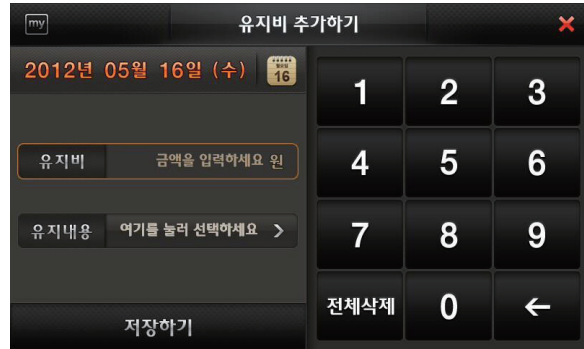 my 유지비 추가하기
2012년 05월 16일 (수) 16
유지비 금액을 입력하세요 원
유지내용 여기를 눌러 선택하세요 >
저장하기
1 2 3
4 5 6
7 8 9
전체삭제 0 ←